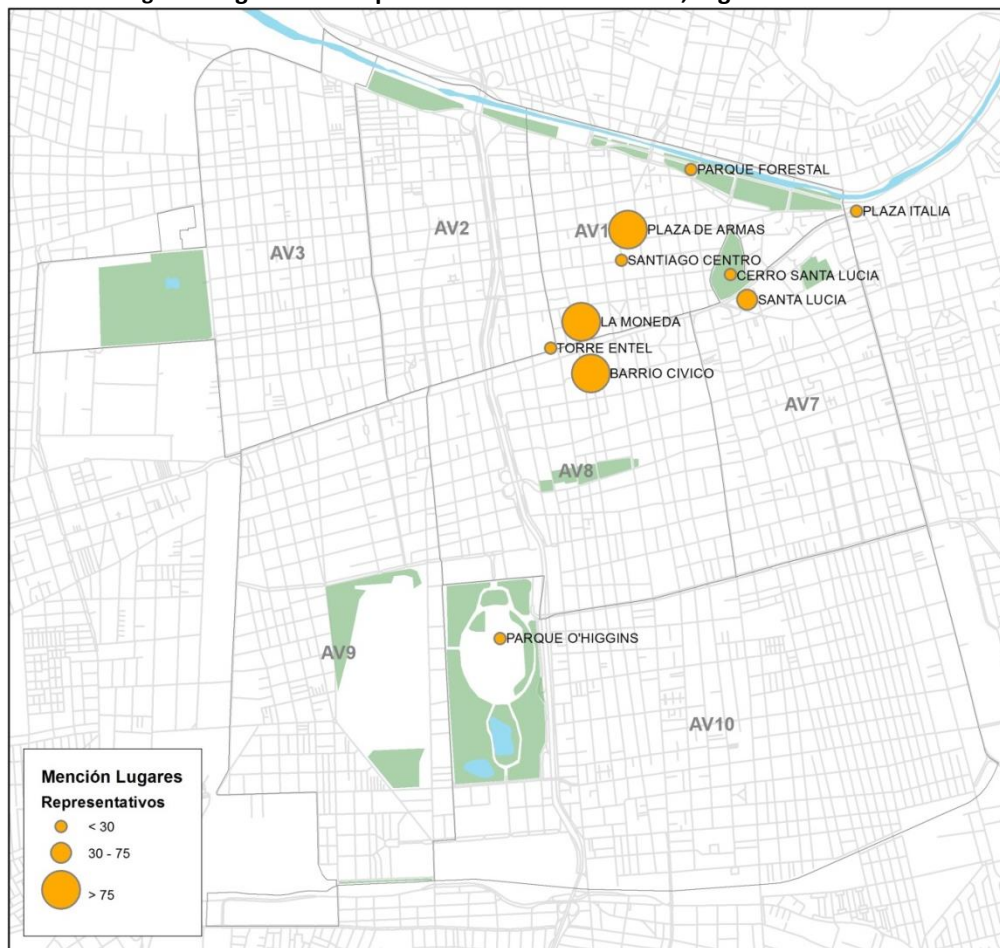 PARQUE FORESTAL
PLAZA ITALIA
AV2
AV1
PLAZA DE ARMAS
AV3
SANTIAGO CENTRO
CERRO SANTA LUCIA
SANTA LUCIA
LA MONEDA
TORRE ENTEL
BARRIO CIVICO
AV7
AV8
PARQUE O'HIGGINS
AV9
AV10
Mención Lugares
Representativos
< 30
30 - 75
> 75